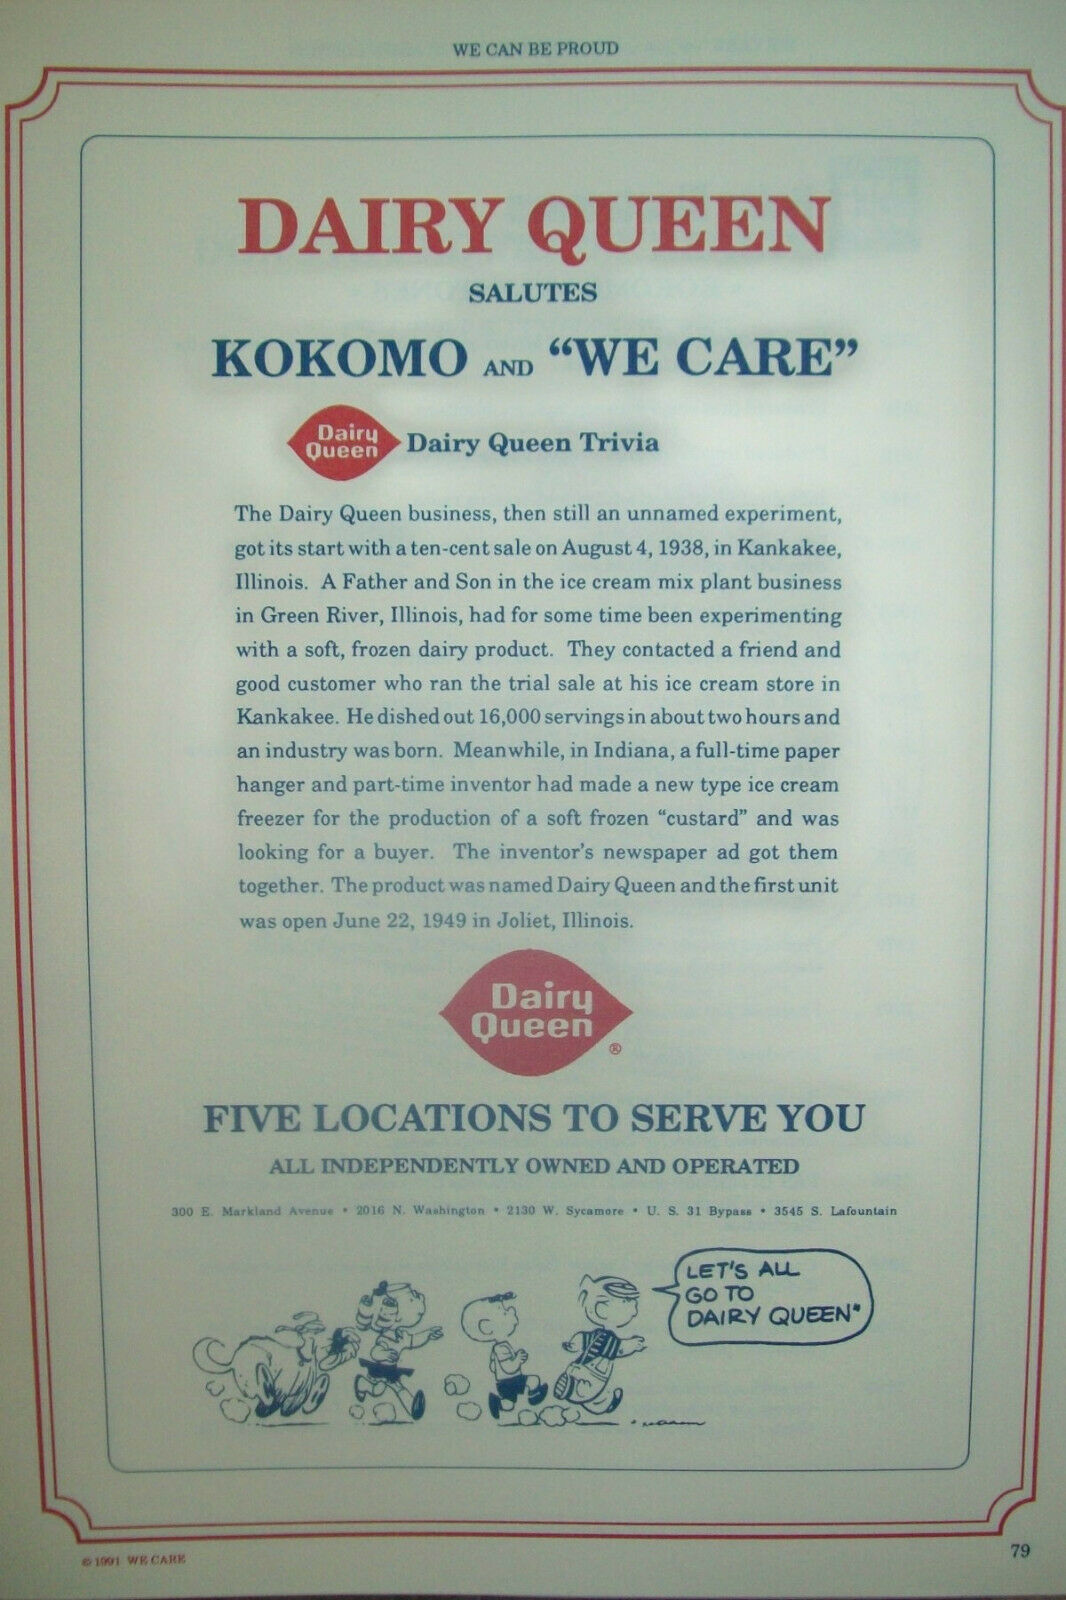 WE CAN BE PROUD
DAIRY QUEEN
SALUTES
KOKOMO AND “WE CARE”
Dairy
Queen
Dairy Queen Trivia
The Dairy Queen business, then still an unnamed experiment,
got its start with a ten-cent sale on August 4, 1938, in Kankakee,
Illinois. A Father and Son in the ice cream mix plant business
in Green River, Illinois, had for some time been experimenting
with a soft, frozen dairy product. They contacted a friend and
good customer who ran the trial sale at his ice cream store in
Kankakee. He dished out 16,000 servings in about two hours and
an industry was born. Meanwhile, in Indiana, a full-time paper
hanger and part-time inventor had made a new type ice cream
freezer for the production of a soft frozen “custard” and was
looking for a buyer. The inventor’s newspaper ad got them
together. The product was named Dairy Queen and the first unit
was open June 22, 1949 in Joliet, Illinois.
Dairy
Queen
®
FIVE LOCATIONS TO SERVE YOU
ALL INDEPENDENTLY OWNED AND OPERATED
300 E. Markland Avenue • 2016 N. Washington • 2130 W. Sycamore • U. S. 31 Bypass • 3545 S. Lafountain
LET'S ALL
GO TO
DAIRY QUEEN®
© 1991 WE CARE
79